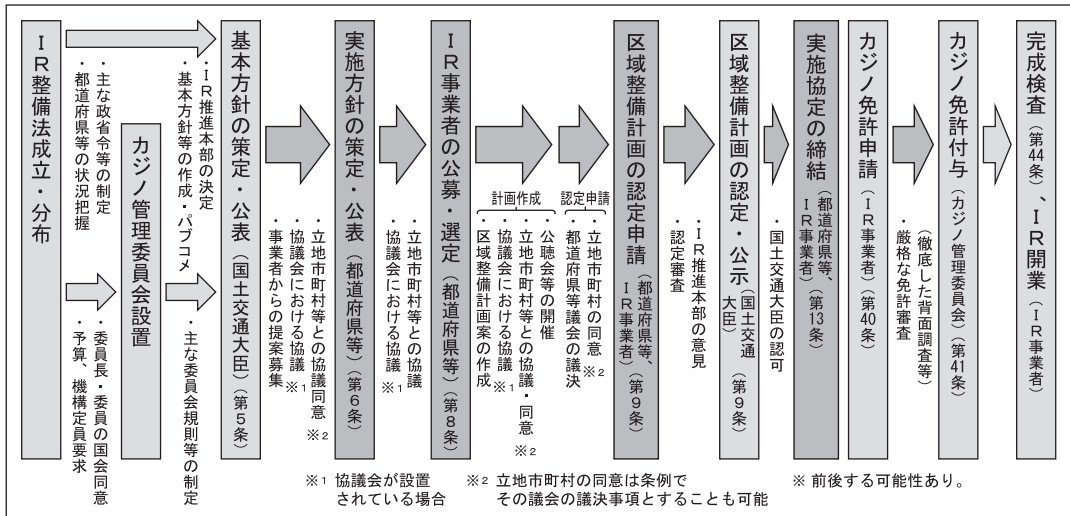 IR整備法成立・分布
・主な政省令等の制定
・都道府県等の状況把握
・委員長・委員の国会同意
・予算、機構定員要求
カジノ管理委員会設置
・IR推進本部の決定
・基本方針等の作成・パブコメ
・主な委員会規則等の制定
基本方針の策定・公表（国土交通大臣）（第5条）
・立地市町村等との協議同意※2
・協議会における協議※1
・事業者からの提案募集
実施方針の策定・公表（都道府県等）（第6条）
・立地市町村等との協議
・協議会における協議※1
IR事業者の公募・選定（都道府県等）（第8条）
計画作成
・公聴会等の開催
・立地市町村等との協議・同意※2
・協議会における協議※1
・区域整備計画案の作成
認定申請
・立地市町村の同意※2
・都道府県等議会の議決
区域整備計画の認定申請（都道府県等、IR事業者）（第9条）
・IR推進本部の意見
・認定審査
区域整備計画の認定・公示（国土交通大臣）（第9条）
・国土交通大臣の認可
実施協定の締結（都道府県等、IR事業者）（第13条）
カジノ免許申請（IR事業者）（第40条）
・厳格な免許審査
（徹底した背面調査等）
カジノ免許付与（カジノ管理委員会）（第41条）
完成検査（第44条）、IR開業（IR事業者）
※1 協議会が設置
されている場合
※2 立地市町村の同意は条例で
その議会の議決事項とすることも可能
※ 前後する可能性あり。